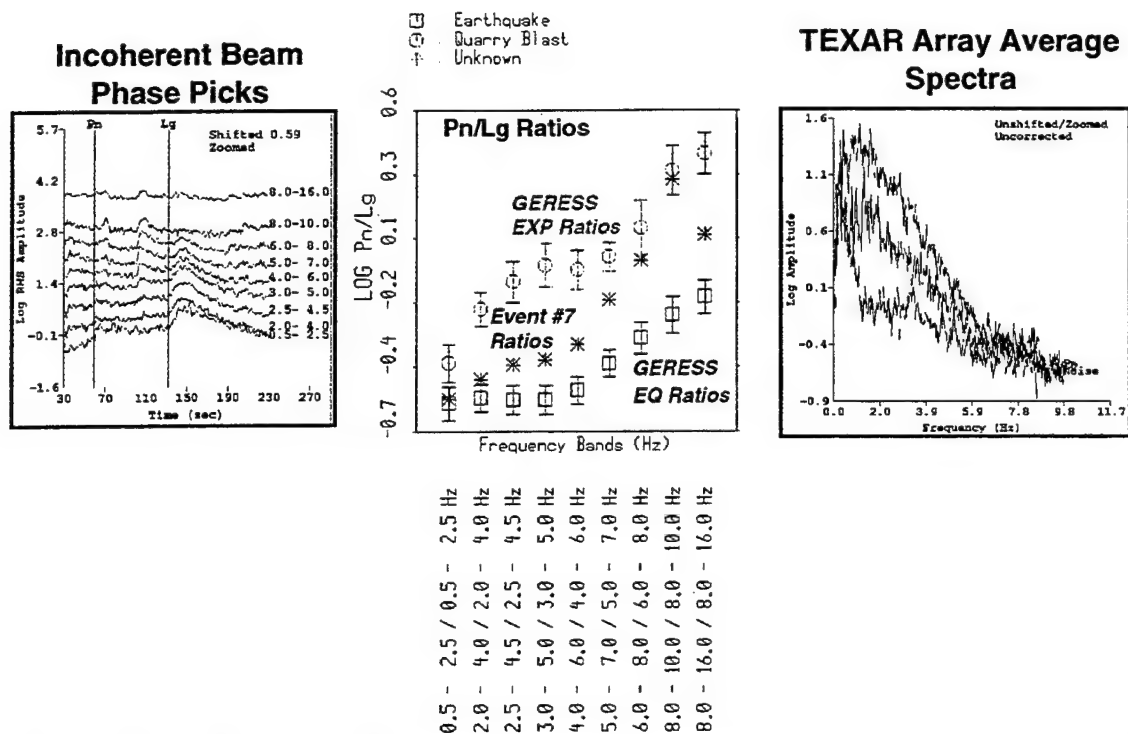 Earthquake
Quarry Blast
Unknown
Incoherent Beam
Phase Picks
Pn
Lg
Shifted 0.59
Zoomed
5.7
4.2
2.8
1.4
-0.1
-1.6
Log RMS Amplitude
8.0-16.0
8.0-10.0
6.0- 8.0
5.0- 7.0
4.0- 6.0
3.0- 5.0
2.5- 4.5
2.0- 4.0
0.5- 2.5
30 70 110 150 190 230 270
Time (sec)
Pn/Lg Ratios
0.6
0.3
0.1
-0.2
-0.4
-0.7
LOG Pn/Lg
GERESS
EXP Ratios
Event #7
Ratios
GERESS
EQ Ratios
Frequency Bands (Hz)
0.5 - 2.5 / 0.5 - 2.5 Hz
2.0 - 4.0 / 2.0 - 4.0 Hz
2.5 - 4.5 / 2.5 - 4.5 Hz
3.0 - 5.0 / 3.0 - 5.0 Hz
4.0 - 6.0 / 4.0 - 6.0 Hz
5.0 - 7.0 / 5.0 - 7.0 Hz
6.0 - 8.0 / 6.0 - 8.0 Hz
8.0 - 10.0 / 8.0 - 10.0 Hz
8.0 - 16.0 / 8.0 - 16.0 Hz
TEXAR Array Average
Spectra
Unshifted/Zoomed
Uncorrected
1.6
1.1
0.6
0.1
-0.4
-0.9
Log Amplitude
0.0 2.0 3.9 5.9 7.8 9.8 11.7
Frequency (Hz)